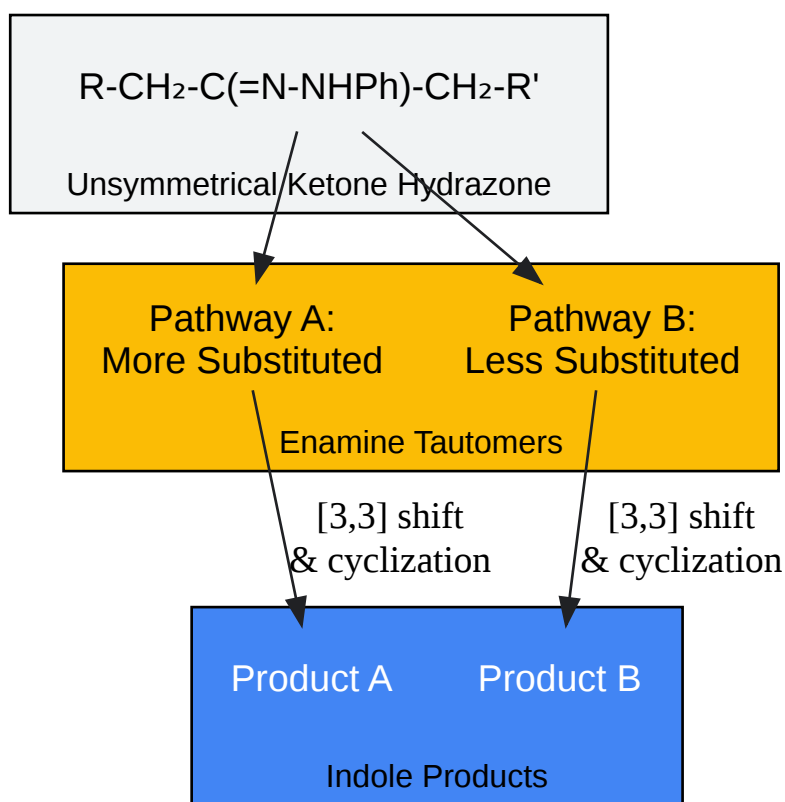 R-CH₂-C(=N-NHPh)-CH₂-R'
Unsymmetrical Ketone Hydrazone
Pathway A:
More Substituted
Pathway B:
Less Substituted
Enamine Tautomers
[3,3] shift
& cyclization
[3,3] shift
& cyclization
Product A
Product B
Indole Products